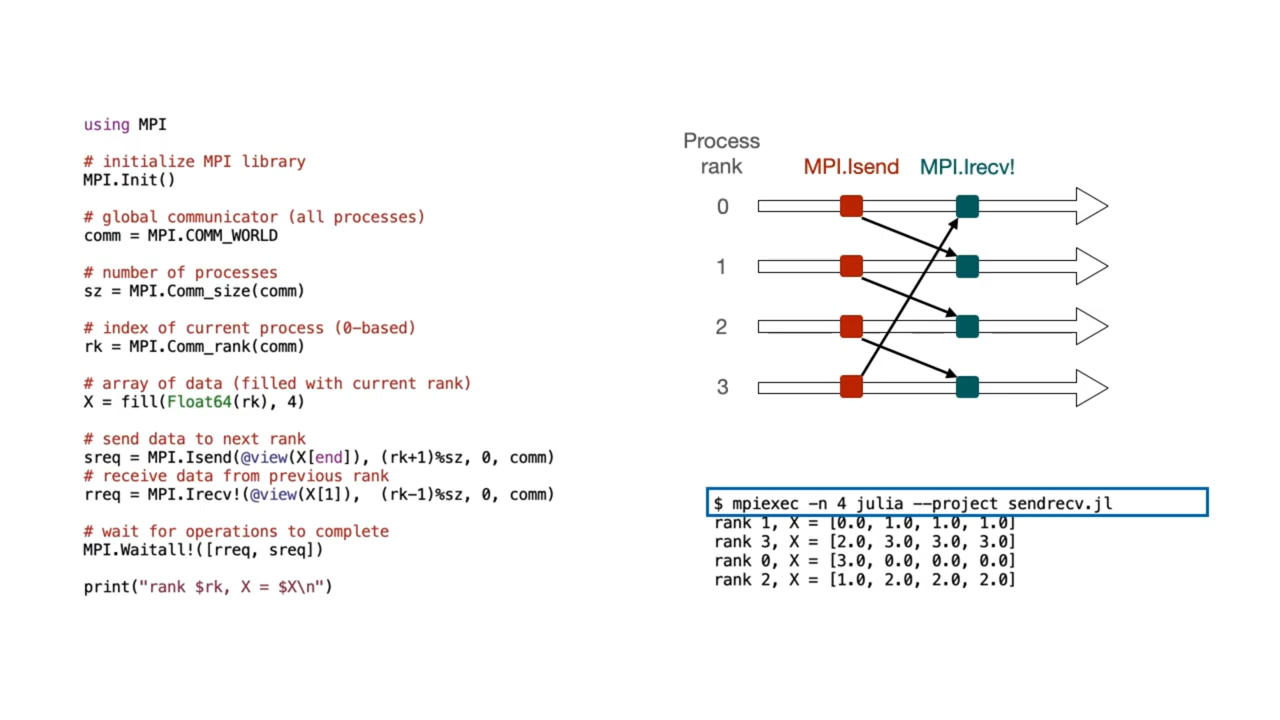 using MPI
# initialize MPI library
MPI.Init()
# global communicator (all processes)
comm = MPI.COMM_WORLD
# number of processes
sz = MPI.Comm_size(comm)
# index of current process (0-based)
rk = MPI.Comm_rank(comm)
# array of data (filled with current rank)
X = fill(Float64(rk), 4)
# send data to next rank
sreq = MPI.Isend(@view(X[end]), (rk+1)%sz, 0, comm)
# receive data from previous rank
rreq = MPI.Irecv!(@view(X[1]),  (rk-1)%sz, 0, comm)
# wait for operations to complete
MPI.Waitall!([rreq, sreq])
print("rank $rk, X = $X\n")
Process
rank
MPI.Isend
MPI.Irecv!
0
1
2
3
$ mpiexec -n 4 julia --project sendrecv.jl
rank 1, X = [0.0, 1.0, 1.0, 1.0]
rank 3, X = [2.0, 3.0, 3.0, 3.0]
rank 0, X = [3.0, 0.0, 0.0, 0.0]
rank 2, X = [1.0, 2.0, 2.0, 2.0]